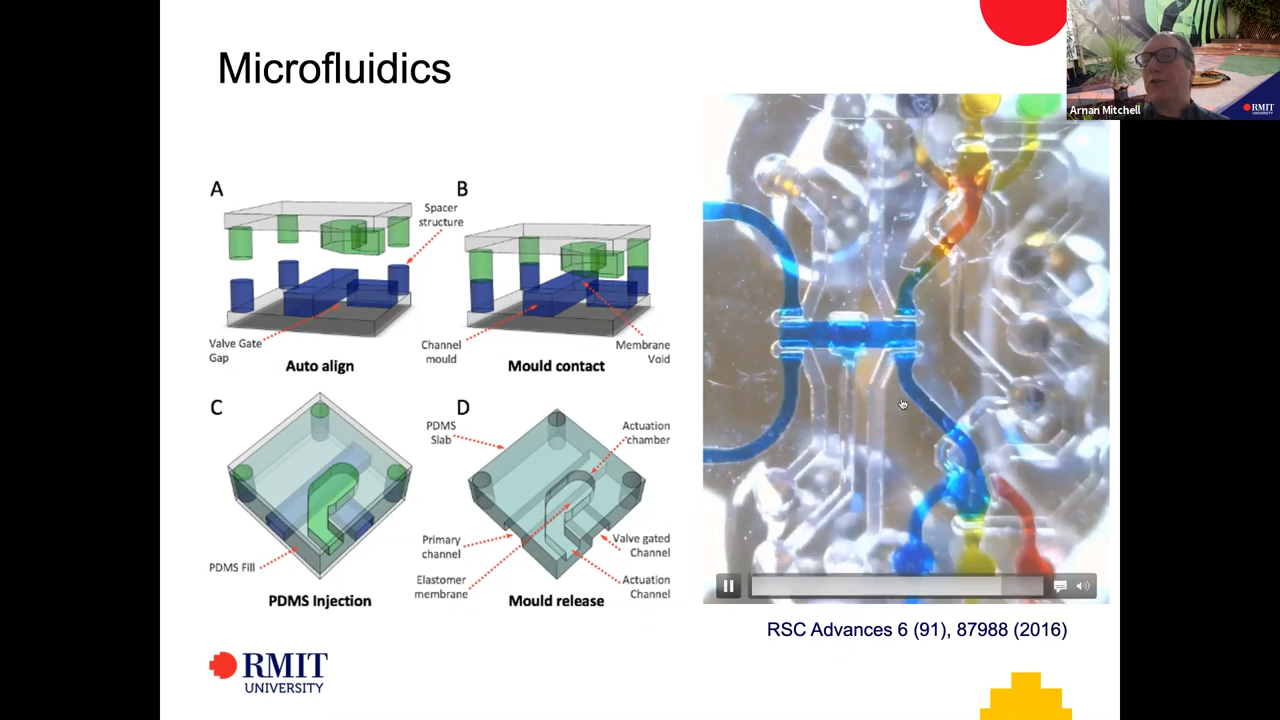 Microfluidics
Arnan Mitchell
RMIT
UNIVERSITY
A
B
Spacer
structure
Valve Gate
Gap
Channel
mould
Membrane
Void
Auto align
Mould contact
C
D
PDMS
Slab
Actuation
chamber
Primary
channel
Valve gated
Channel
PDMS Fill
Elastomer
membrane
Actuation
Channel
PDMS Injection
Mould release
RSC Advances 6 (91), 87988 (2016)
RMIT
UNIVERSITY